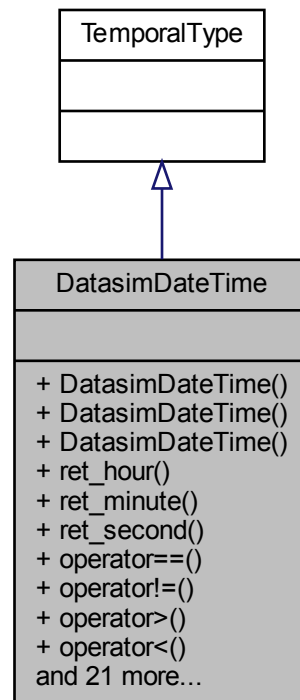 TemporalType
DatasimDateTime
+ DatasimDateTime()
+ DatasimDateTime()
+ DatasimDateTime()
+ ret_hour()
+ ret_minute()
+ ret_second()
+ operator==()
+ operator!=()
+ operator>()
+ operator<()
and 21 more...